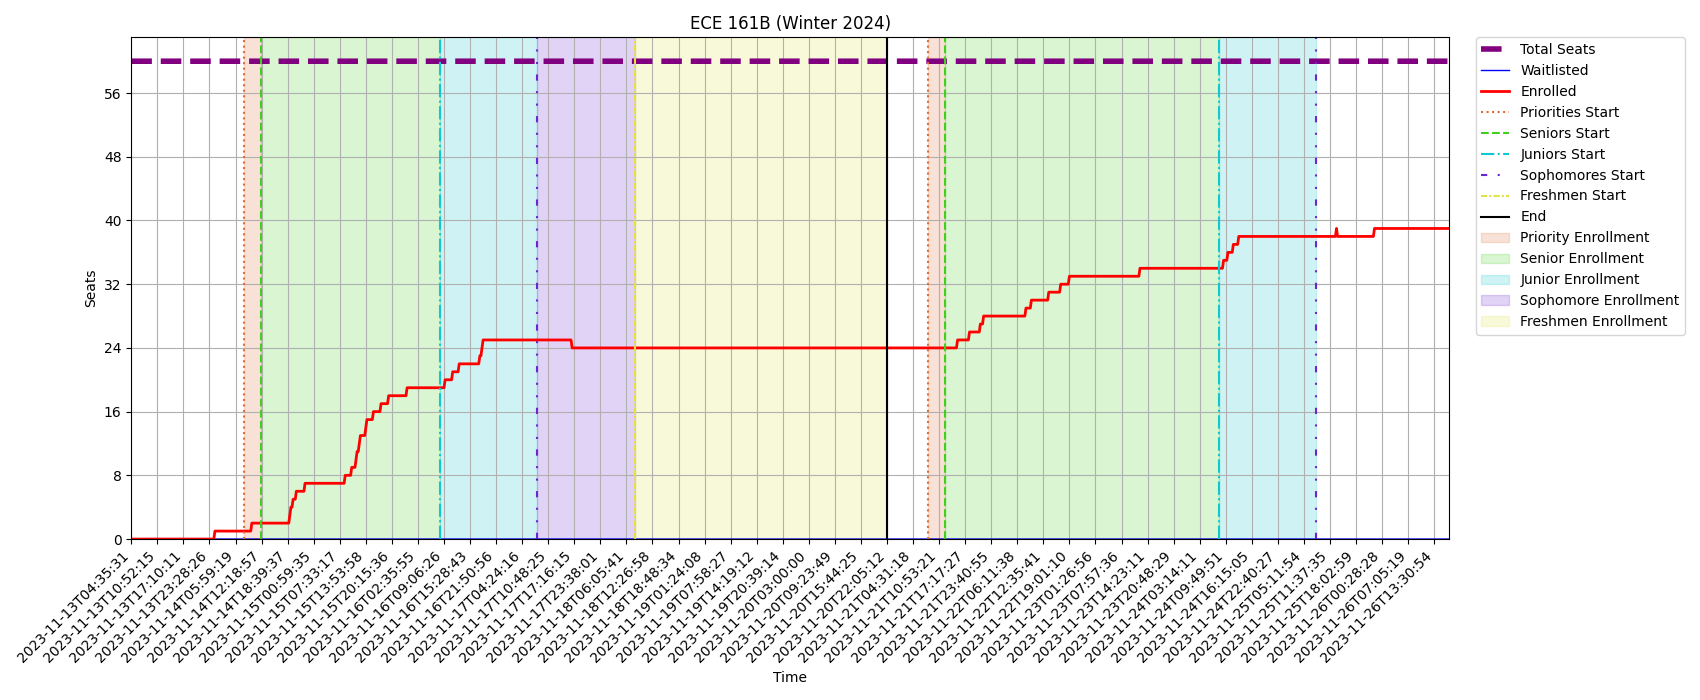 ECE 161B (Winter 2024)
Seats
56
48
40
32
24
16
8
0
2023-11-13T04:35:31
2023-11-13T10:52:15
2023-11-13T17:10:11
2023-11-13T23:28:26
2023-11-14T05:59:19
2023-11-14T12:18:57
2023-11-14T18:39:37
2023-11-15T00:59:35
2023-11-15T07:33:17
2023-11-15T13:53:58
2023-11-15T20:15:36
2023-11-16T02:35:55
2023-11-16T09:06:26
2023-11-16T15:28:43
2023-11-16T21:50:56
2023-11-17T04:24:16
2023-11-17T10:48:25
2023-11-17T17:16:15
2023-11-17T23:38:01
2023-11-18T06:05:41
2023-11-18T12:26:58
2023-11-18T18:48:34
2023-11-19T01:24:08
2023-11-19T07:58:27
2023-11-19T14:19:12
2023-11-19T20:39:14
2023-11-20T03:00:00
2023-11-20T09:23:49
2023-11-20T15:44:25
2023-11-20T22:05:12
2023-11-21T04:31:18
2023-11-21T10:53:21
2023-11-21T17:17:27
2023-11-21T23:40:55
2023-11-22T06:11:38
2023-11-22T12:35:41
2023-11-22T19:01:10
2023-11-23T01:26:56
2023-11-23T07:57:36
2023-11-23T14:23:11
2023-11-23T20:48:29
2023-11-24T03:14:11
2023-11-24T09:49:51
2023-11-24T16:15:05
2023-11-24T22:40:27
2023-11-25T05:11:54
2023-11-25T11:37:35
2023-11-25T18:02:59
2023-11-26T00:28:28
2023-11-26T07:05:19
2023-11-26T13:30:54
Time
Total Seats
Waitlisted
Enrolled
Priorities Start
Seniors Start
Juniors Start
Sophomores Start
Freshmen Start
End
Priority Enrollment
Senior Enrollment
Junior Enrollment
Sophomore Enrollment
Freshmen Enrollment